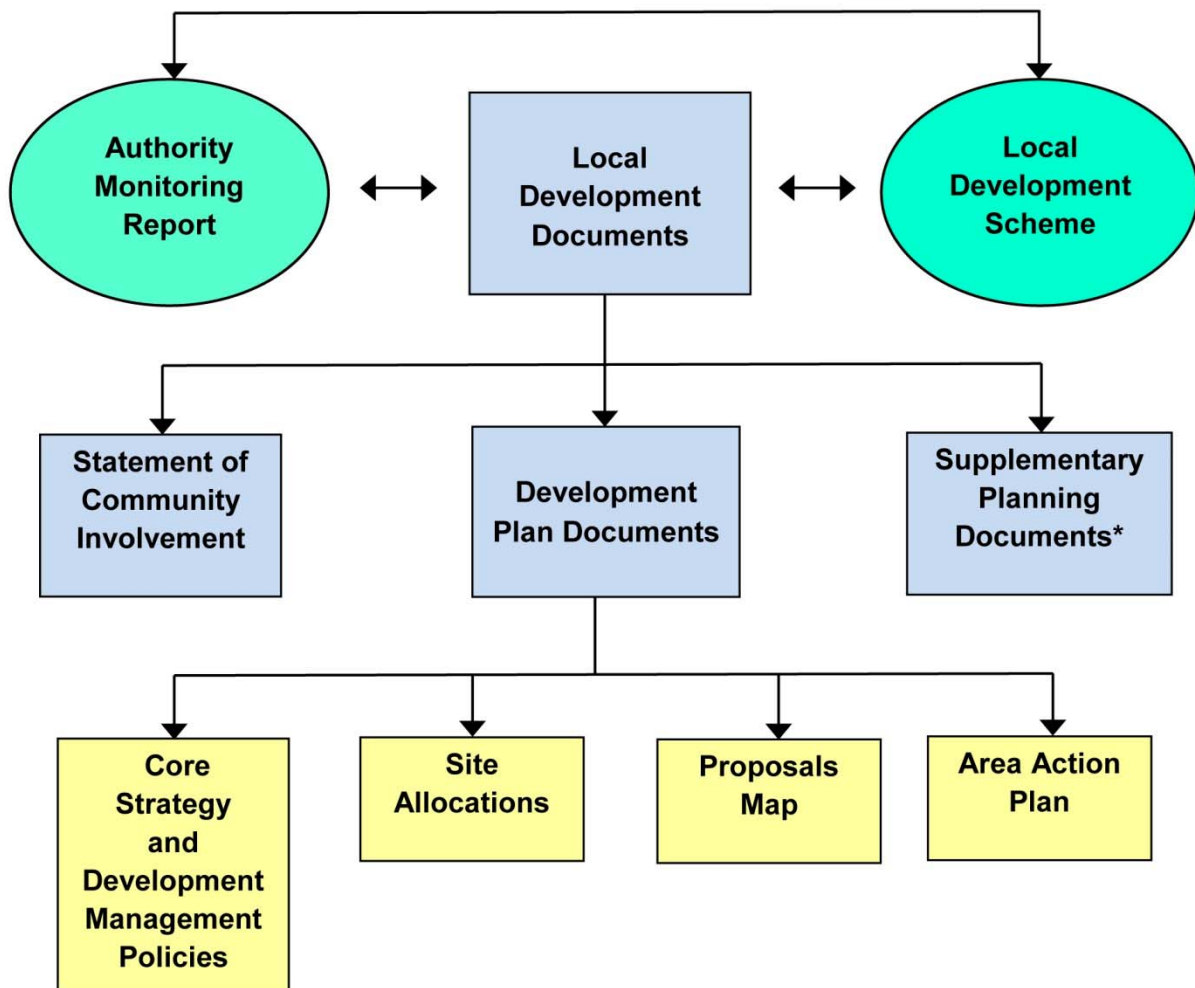 Authority
Monitoring
Report
Local
Development
Documents
Local
Development
Scheme
Statement of
Community
Involvement
Development
Plan Documents
Supplementary
Planning
Documents*
Core
Strategy
and
Development
Management
Policies
Site
Allocations
Proposals
Map
Area Action
Plan